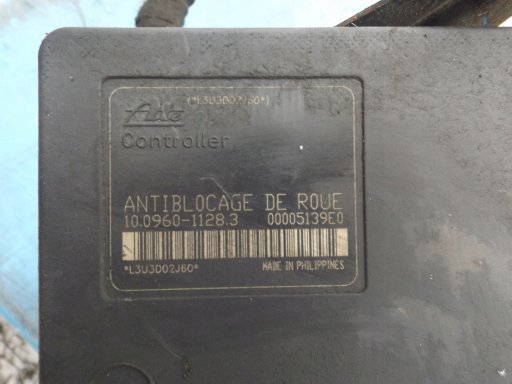 (*L3U3D02J60*)
Ate
Controller
ANTIBLOCAGE DE ROUE
10.0960-1128.3 00005139E0
*L3U3D02J60* MADE IN PHILIPPINES